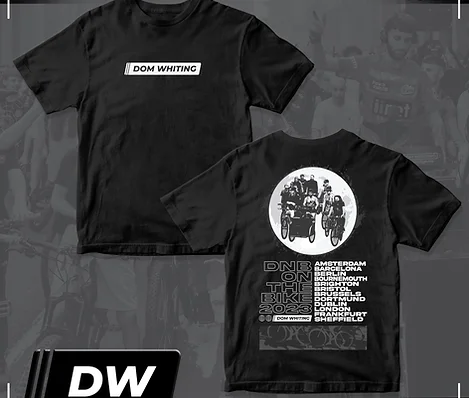 DOM WHITING
DNB
ON
THE
BIKE
2023
DOM WHITING
AMSTERDAM
BARCELONA
BERLIN
BOURNEMOUTH
BRIGHTON
BRISTOL
BRUSSELS
DORTMUND
DUBLIN
LONDON
FRANKFURT
SHEFFIELD
DW